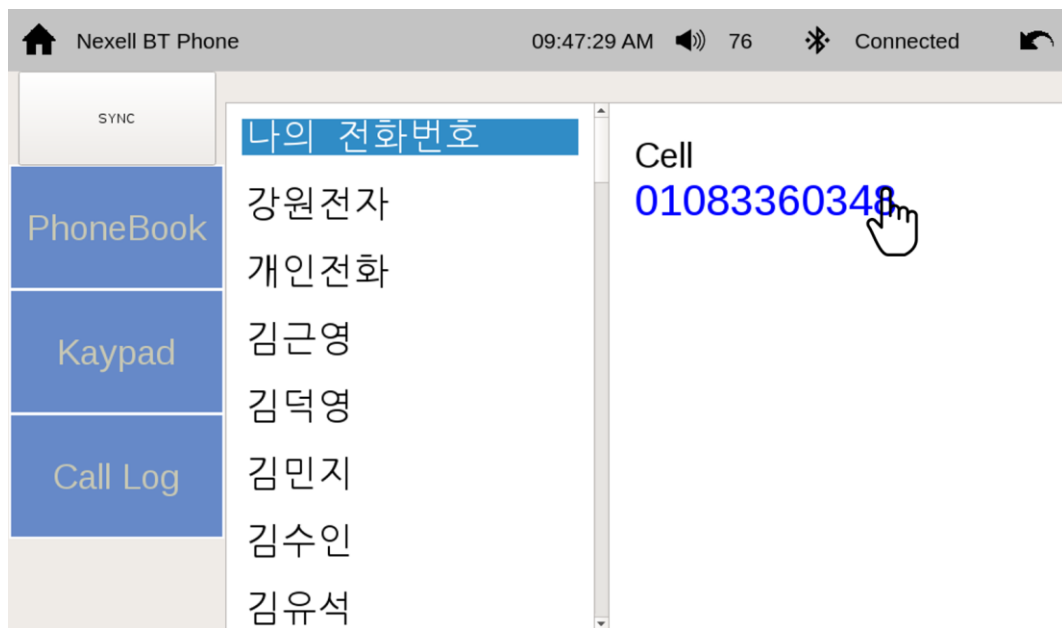 Nexell BT Phone 09:47:29 AM 76 Connected
SYNC
PhoneBook
Kaypad
Call Log
나의 전화번호
강원전자
개인전화
김근영
김덕영
김민지
김수인
김유석
Cell
01083360348